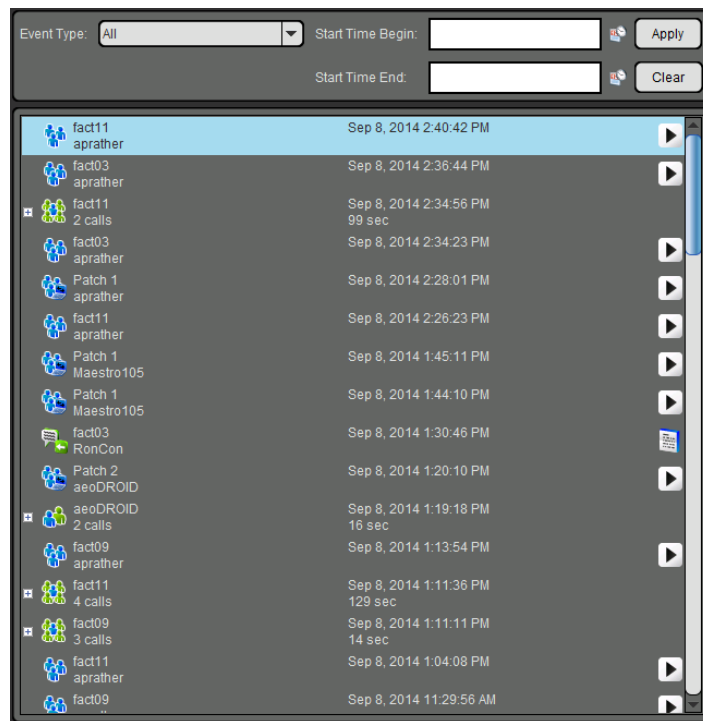 Event Type: All Start Time Begin: Apply
Start Time End: Clear
fact11 Sep 8, 2014 2:40:42 PM
aprather
fact03 Sep 8, 2014 2:36:44 PM
aprather
fact11 Sep 8, 2014 2:34:56 PM
2 calls 99 sec
fact03 Sep 8, 2014 2:34:23 PM
aprather
Patch 1 Sep 8, 2014 2:28:01 PM
aprather
fact11 Sep 8, 2014 2:26:23 PM
aprather
Patch 1 Sep 8, 2014 1:45:11 PM
Maestro105
Patch 1 Sep 8, 2014 1:44:10 PM
Maestro105
fact03 Sep 8, 2014 1:30:46 PM
RonCon
Patch 2 Sep 8, 2014 1:20:10 PM
aeoDROID
aeoDROID Sep 8, 2014 1:19:18 PM
2 calls 16 sec
fact09 Sep 8, 2014 1:13:54 PM
aprather
fact11 Sep 8, 2014 1:11:36 PM
4 calls 129 sec
fact09 Sep 8, 2014 1:11:11 PM
3 calls 14 sec
fact11 Sep 8, 2014 1:04:08 PM
aprather
fact09 Sep 8, 2014 11:29:56 AM